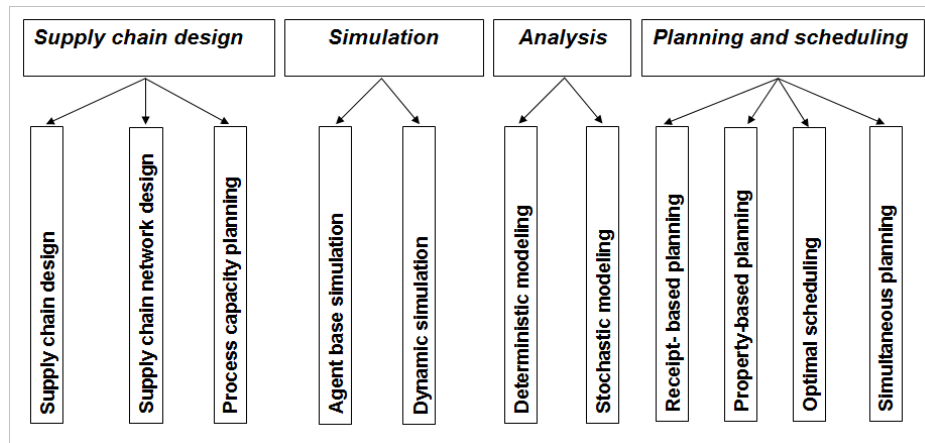 Supply chain design
Simulation
Analysis
Planning and scheduling
Supply chain design
Supply chain network design
Process capacity planning
Agent base simulation
Dynamic simulation
Deterministic modeling
Stochastic modeling
Receipt- based planning
Property-based planning
Optimal scheduling
Simultaneous planning